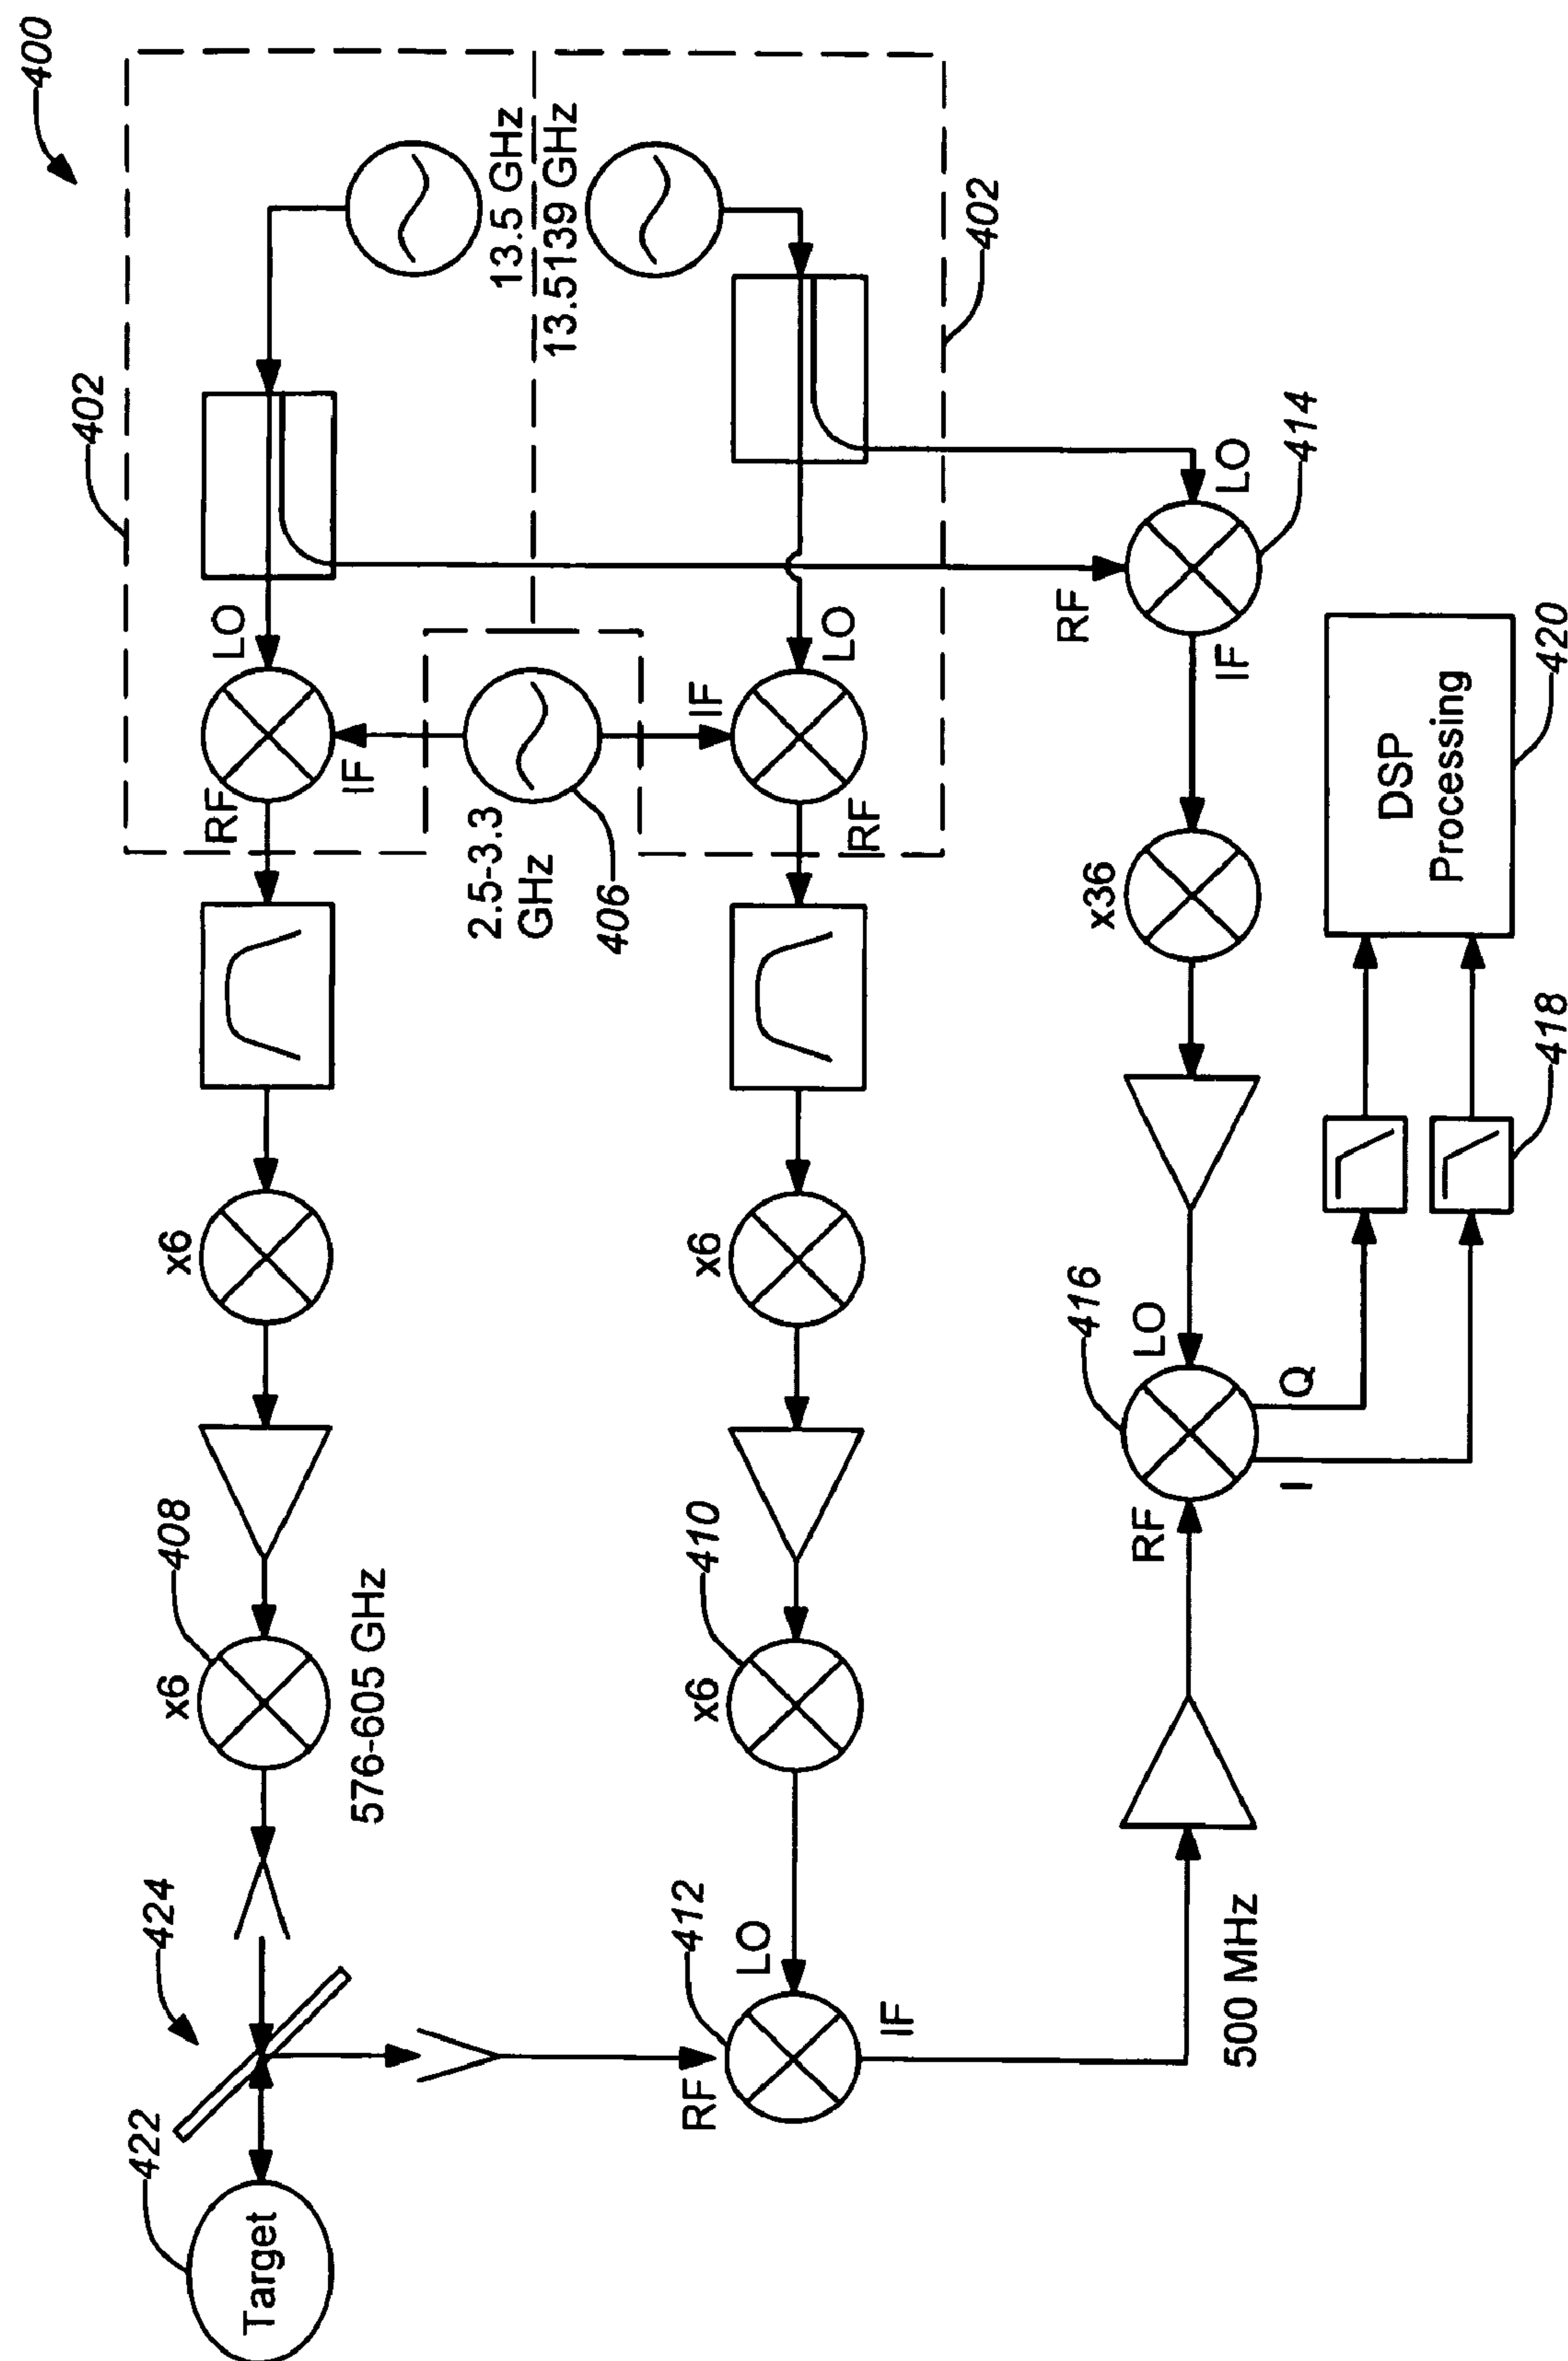 400
402
13.5 GHz
13.5139 GHz
402
LO
RF
IF
2.5-3.3
GHz
406
IF
LO
RF
RF
LO
IF
414
x6
x6
x36
DSP
Processing
420
408
x6
576-605 GHz
410
x6
416
LO
RF
Q
I
418
424
422
Target
412
LO
RF
IF
500 MHz